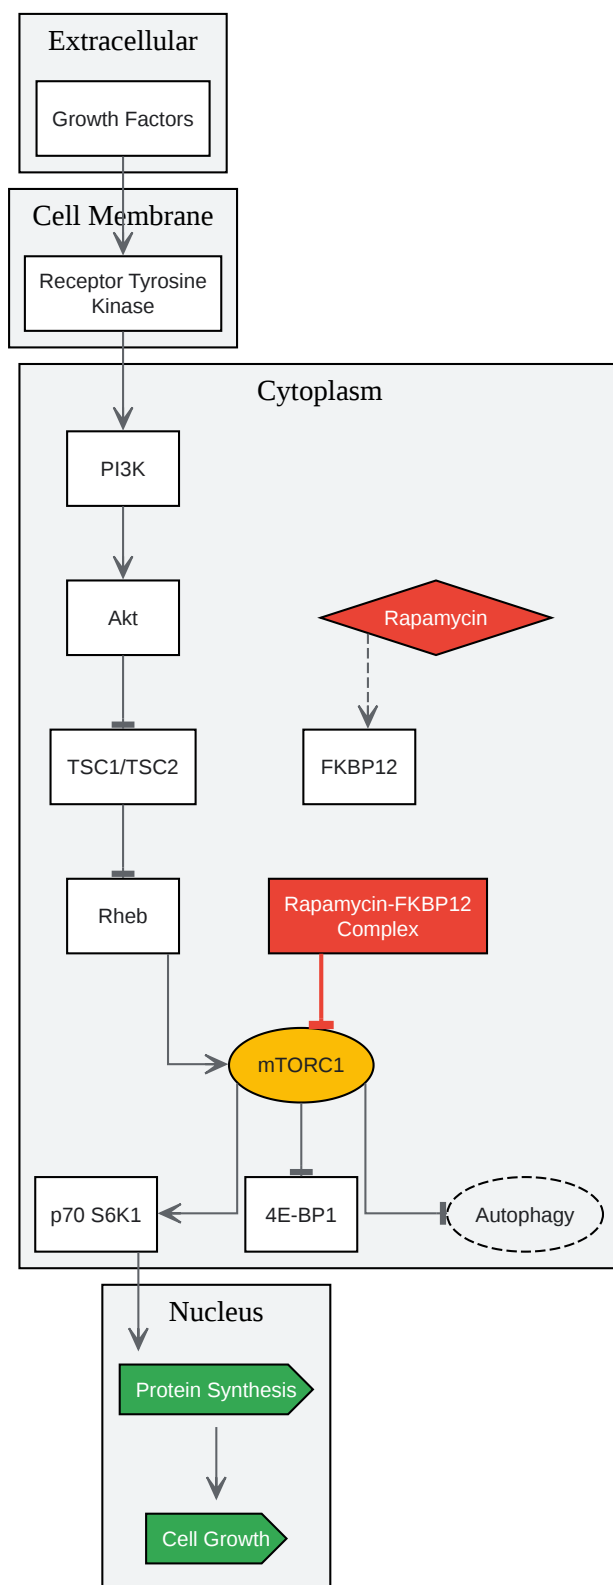 Extracellular
Growth Factors
Cell Membrane
Receptor Tyrosine
Kinase
Cytoplasm
PI3K
Akt
Rapamycin
TSC1/TSC2
FKBP12
Rheb
Rapamycin-FKBP12
Complex
mTORC1
p70 S6K1
4E-BP1
Autophagy
Nucleus
Protein Synthesis
Cell Growth